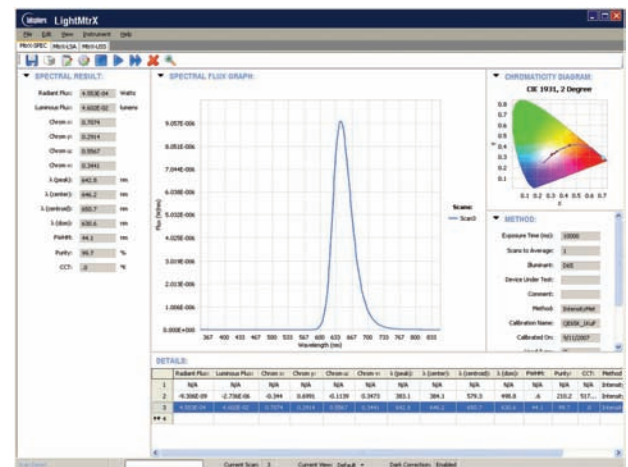 LightMtrX
File Edit View Instrument Help
MtrX-SPEC MtrX-LSA
SPECTRAL RESULT:
Radiant Flux: 4.553E-04 Watts
Luminous Flux: 4.602E-02 lumens
Chrom x: 0.7074
Chrom y: 0.2914
Chrom u: 0.5567
Chrom v: 0.3441
λ (peak): 642.8 nm
λ (center): 646.2 nm
λ (centroid): 650.7 nm
λ (dom): 630.6 nm
FWHM: 44.1 nm
Purity: 99.7 %
CCT: .0 °K
SPECTRAL FLUX GRAPH:
Flux (W/nm)
9.057E-006
8.051E-006
7.044E-006
6.038E-006
5.032E-006
4.025E-006
3.019E-006
2.013E-006
1.006E-006
0.000E+000
367 400 433 467 500 533 567 600 633 667 700 733 767 800 833
Wavelength (nm)
Scans:
Scan3
CHROMATICITY DIAGRAM:
CIE 1931, 2 Degree
0.8
0.7
0.6
0.5
0.4
0.3
0.2
0.1
0.1 0.2 0.3 0.4 0.5 0.6 0.7
X
METHOD:
Exposure Time (ms): 10000
Scans to Average: 1
Illuminant: D65
Device Under Test:
Comment:
Method: IntensityMet
Calibration Name:
Calibrated On: 9/11/2007
DETAILS:
Radiant Flux: Luminous Flux: Chrom x: Chrom y: Chrom u: Chrom v: λ (peak): λ (center): λ (centroid): λ (dom): FWHM: Purity: CCT: Method
1 N/A N/A N/A N/A N/A N/A N/A N/A N/A N/A N/A N/A N/A Intensit
2 -9.306E-09 -2.736E-06 -0.344 0.6991 -0.1139 0.3473 383.1 384.1 579.3 498.8 .6 210.2 517... Intensit
3 4.553E-04 4.602E-02 0.7074 0.2914 0.5567 0.3441 642.8 646.2 650.7 630.6 44.1 99.7 .0 Intensit
4
Current Scan: 3 Current View: Default Dark Correction: Enabled